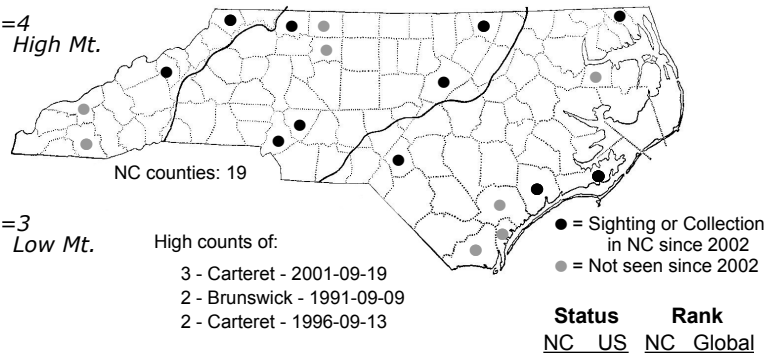 =4
High Mt.
NC counties: 19
=3
Low Mt.
High counts of:
3 - Carteret - 2001-09-19
2 - Brunswick - 1991-09-09
2 - Carteret - 1996-09-13
= Sighting or Collection
in NC since 2002
= Not seen since 2002
Status Rank
NC US NC Global